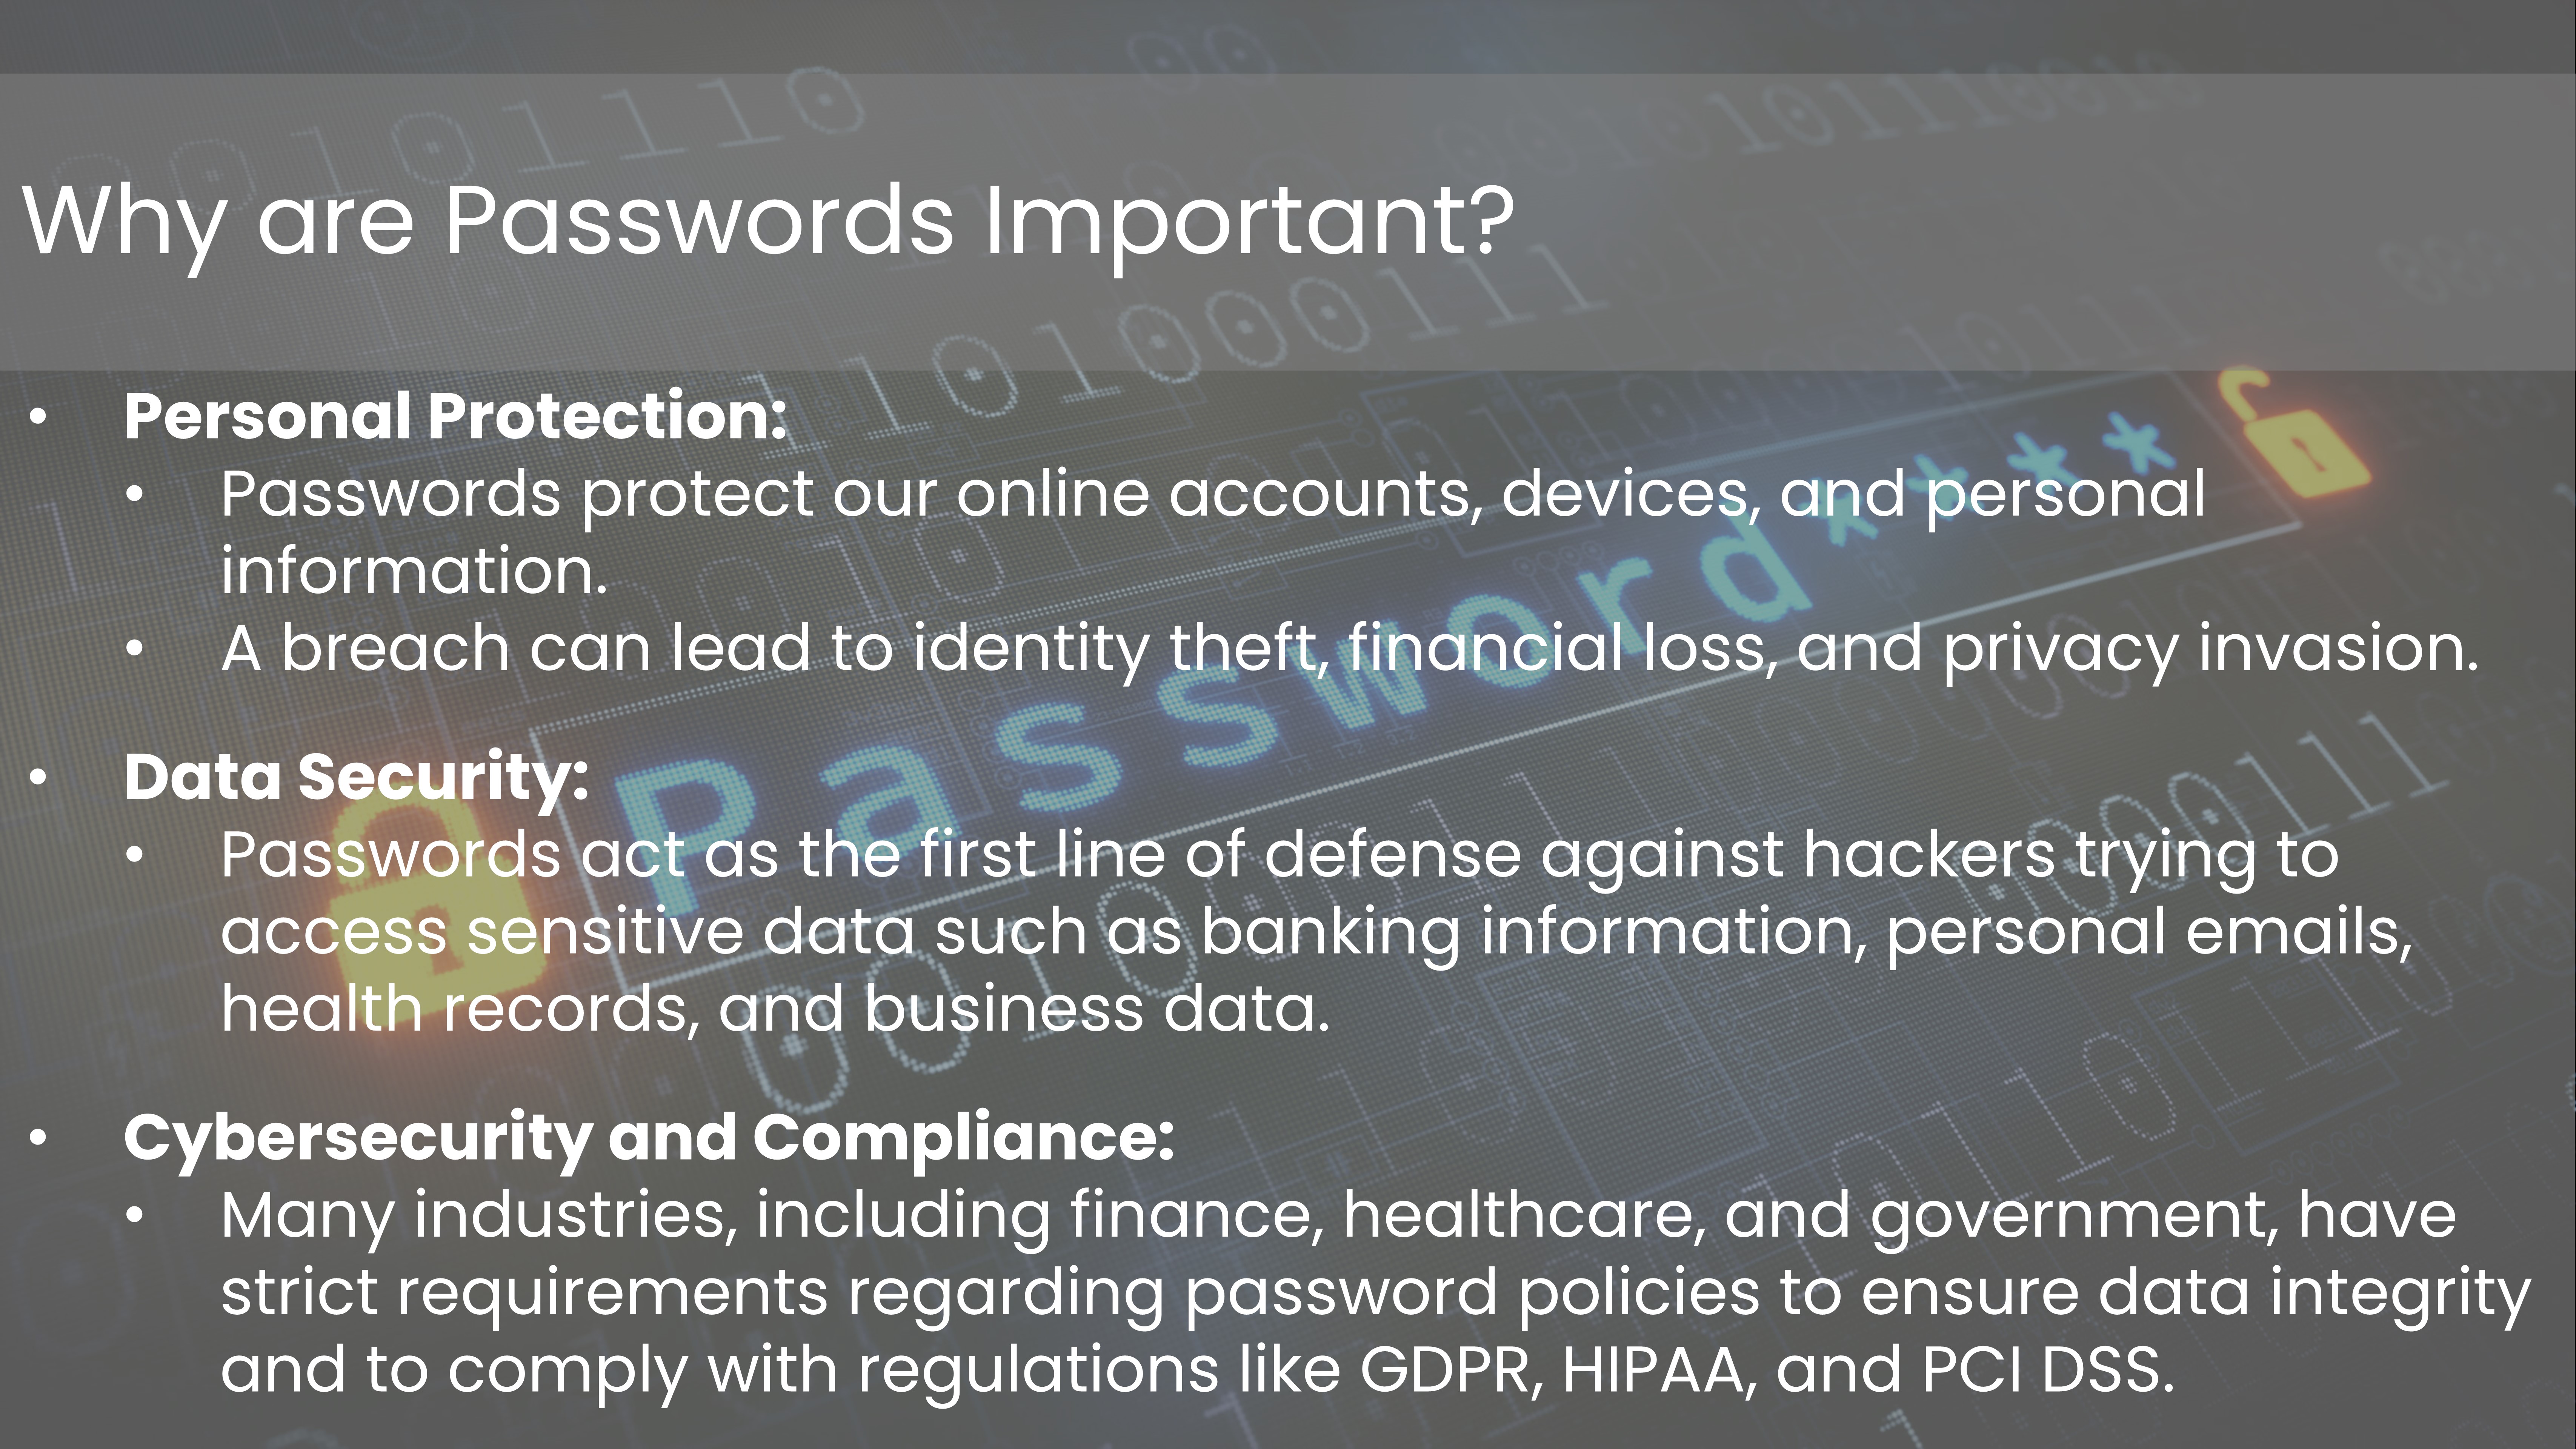 Why are Passwords Important?
• Personal Protection:
• Passwords protect our online accounts, devices, and personal
information.
• A breach can lead to identity theft, financial loss, and privacy invasion.
• Data Security:
• Passwords act as the first line of defense against hackers trying to
access sensitive data such as banking information, personal emails,
health records, and business data.
• Cybersecurity and Compliance:
• Many industries, including finance, healthcare, and government, have
strict requirements regarding password policies to ensure data integrity
and to comply with regulations like GDPR, HIPAA, and PCI DSS.
Password****